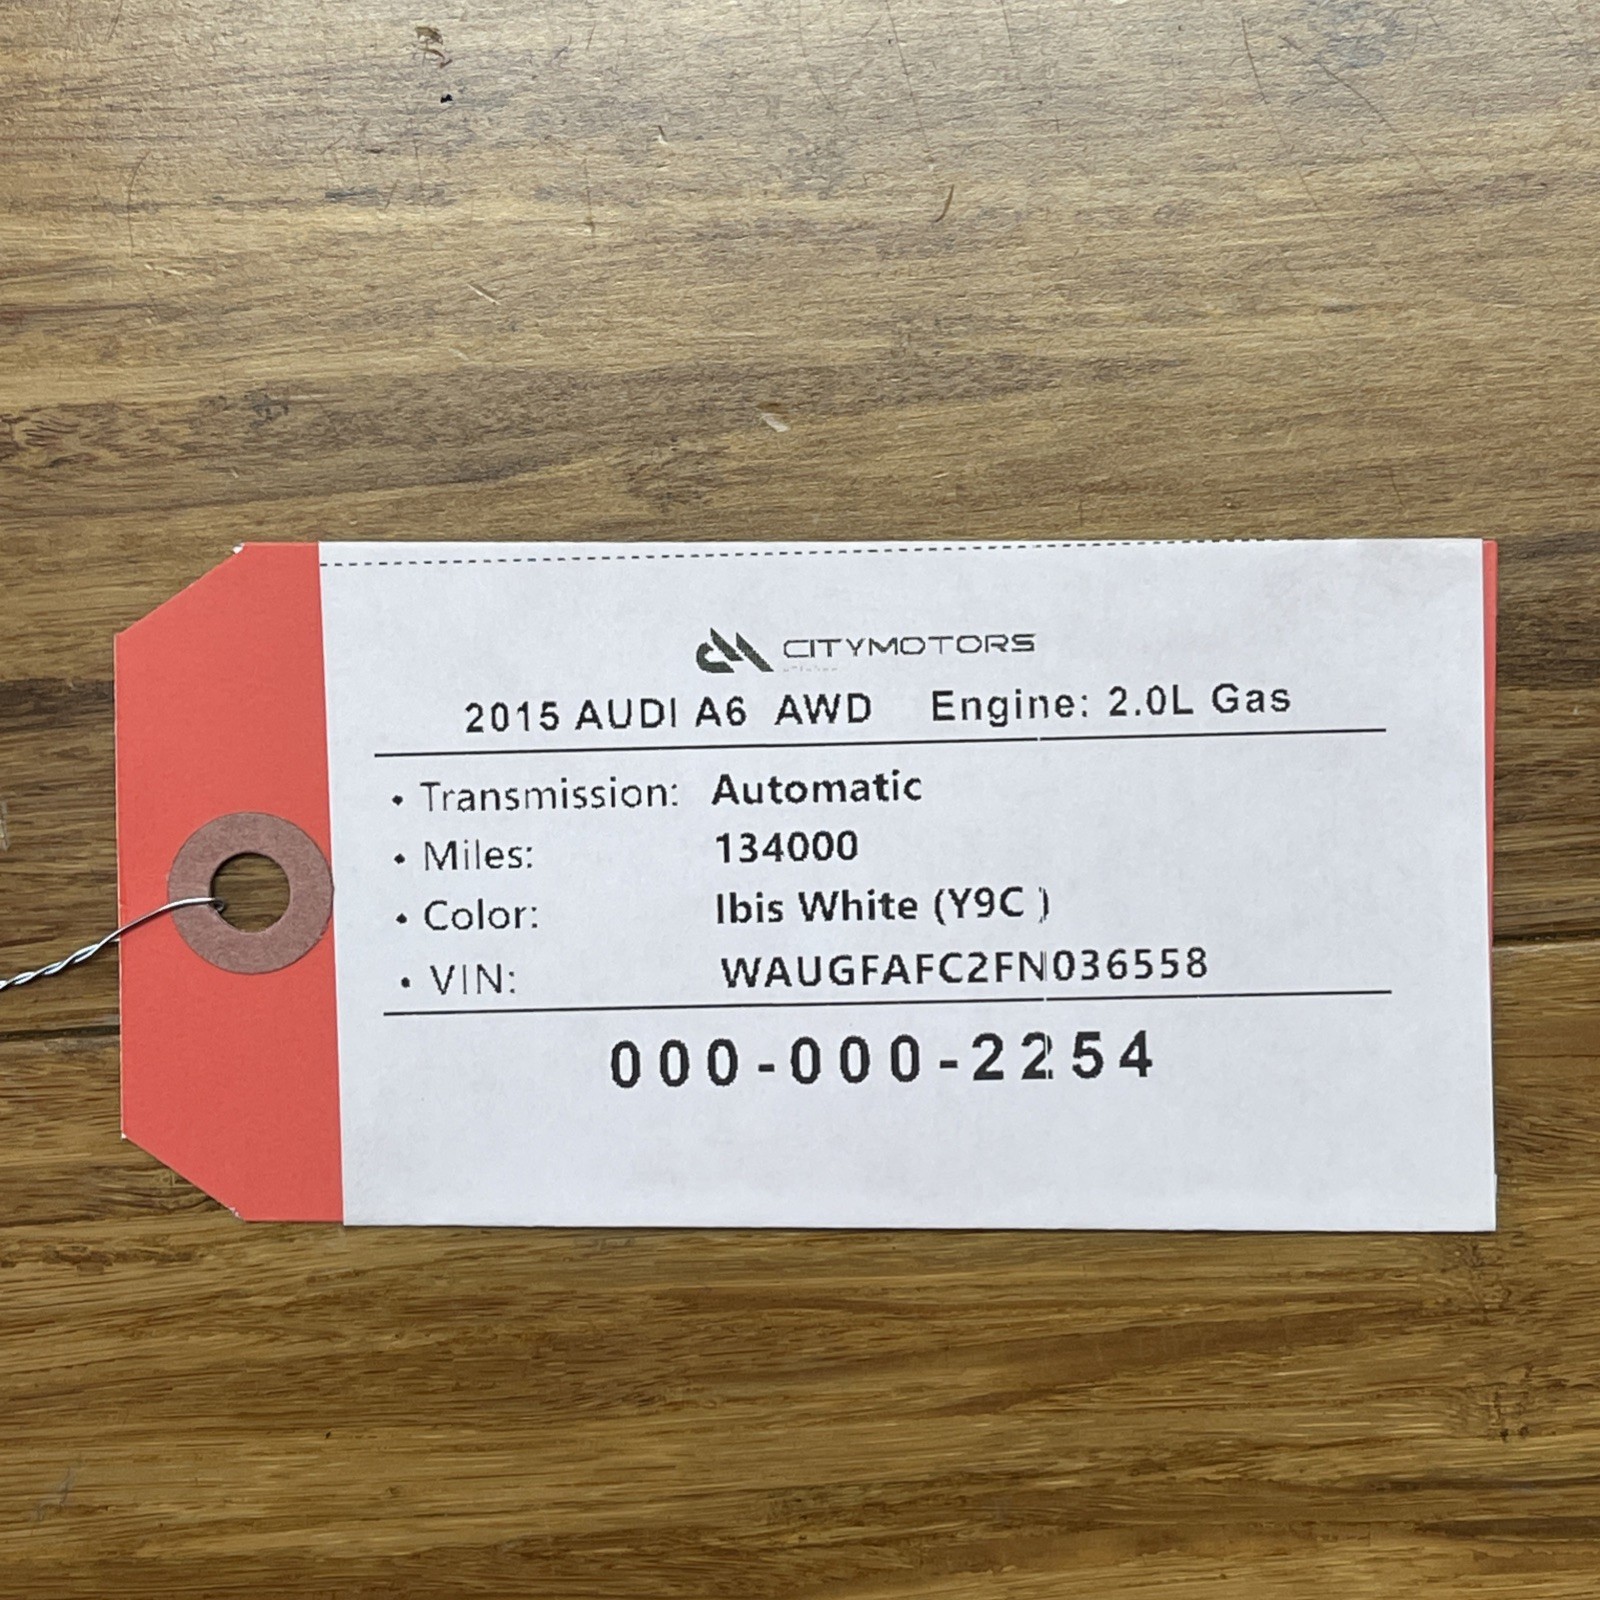 CITYMOTORS
2015 AUDI A6 AWD Engine: 2.0L Gas
• Transmission: Automatic
• Miles: 134000
• Color: Ibis White (Y9C )
• VIN: WAUGFAFC2FN036558
000-000-2254